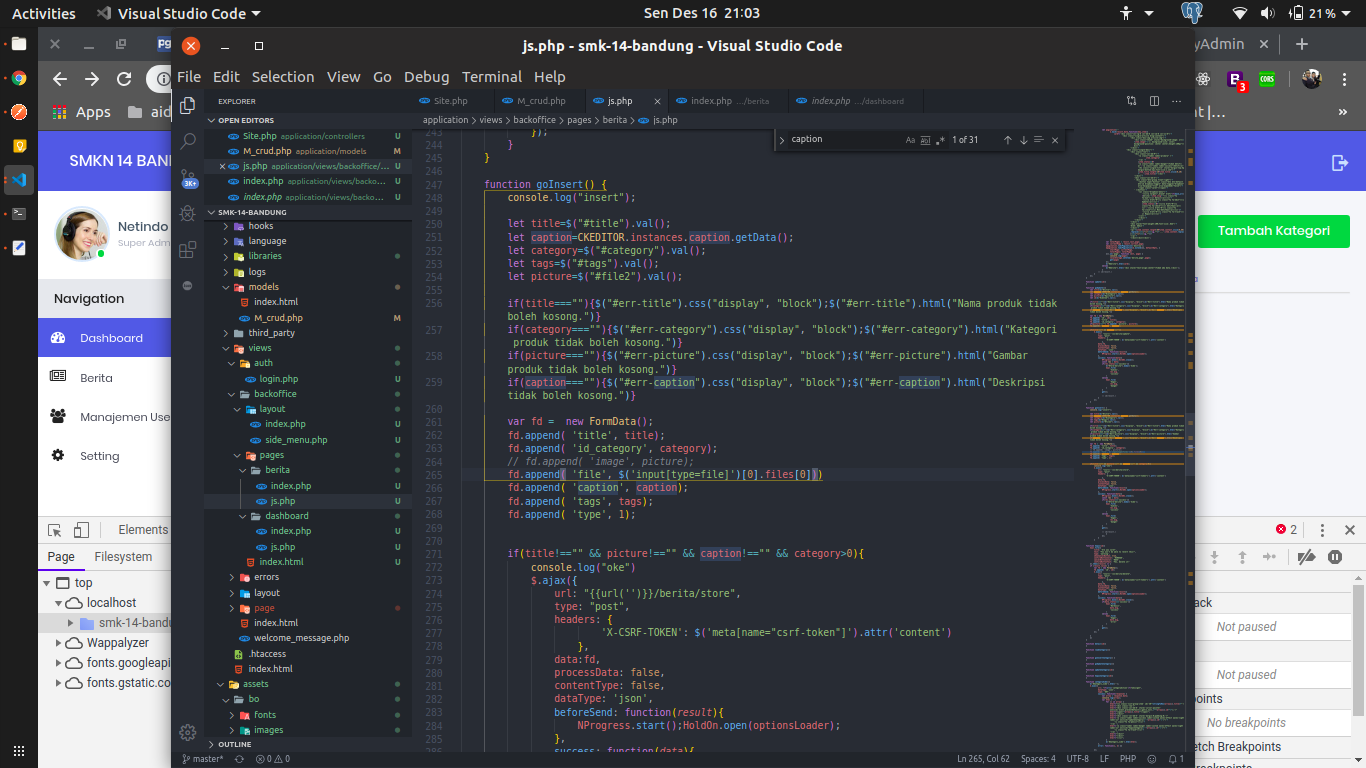 Activities
Visual Studio Code
Sen Des 16 21:03
21%
js.php - smk-14-bandung - Visual Studio Code
yAdmin
File Edit Selection View Go Debug Terminal Help
Apps
aid
SMKN 14 BAND
Netindo
Super Adm
Navigation
Dashboard
Berita
Manajemen User
Setting
Tambah Kategori
EXPLORER
OPEN EDITORS
Site.php application/controllers U
M_crud.php application/models M
js.php application/views/backoffice/... U
index.php application/views/backo... U
index.php application/views/backo... U
3K+
SMK-14-BANDUNG
hooks
language
libraries
logs
models
index.html
M_crud.php M
third_party
views
auth
login.php U
backoffice
layout
index.php U
side_menu.php U
pages
berita
index.php U
js.php U
dashboard
index.php U
js.php U
index.html U
errors
layout
page
index.html
welcome_message.php
.htaccess
index.html
assets
bo
fonts
images
OUTLINE
Site.php
M_crud.php
js.php
index.php .../berita
index.php .../dashboard
application > views > backoffice > pages > berita > js.php
caption
Aa
1 of 31
243 });
244 }
245 }
246
247 function goInsert() {
248 console.log("insert");
249
250 let title=$("#title").val();
251 let caption=CKEDITOR.instances.caption.getData();
252 let category=$("#category").val();
253 let tags=$("#tags").val();
254 let picture=$("#file2").val();
255
256 if(title===""){$("#err-title").css("display", "block");$("#err-title").html("Nama produk tidak
boleh kosong.")}
257 if(category===""){$("#err-category").css("display", "block");$("#err-category").html("Kategori
produk tidak boleh kosong.")}
258 if(picture===""){$("#err-picture").css("display", "block");$("#err-picture").html("Gambar
produk tidak boleh kosong.")}
259 if(caption===""){$("#err-caption").css("display", "block");$("#err-caption").html("Deskripsi
tidak boleh kosong.")}
260
261 var fd = new FormData();
262 fd.append( 'title', title);
263 fd.append( 'id_category', category);
264 // fd.append( 'image', picture);
265 fd.append( 'file', $('input[type=file]')[0].files[0]))
266 fd.append( 'caption', caption);
267 fd.append( 'tags', tags);
268 fd.append( 'type', 1);
269
270
271 if(title!=="" && picture!=="" && caption!=="" && category>0){
272 console.log("oke")
273 $.ajax({
274 url: "{{url('')}}/berita/store",
275 type: "post",
276 headers: {
277 'X-CSRF-TOKEN': $('meta[name="csrf-token"]').attr('content')
278 },
279 data:fd,
280 processData: false,
281 contentType: false,
282 dataType: 'json',
283 beforeSend: function(result){
284 NProgress.start();HoldOn.open(optionsLoader);
285 },
286 success: function(data){
Elements
Page Filesystem
top
localhost
smk-14-bandu
Wappalyzer
fonts.googleapi
fonts.gstatic.co
2
ack
Not paused
Not paused
points
No breakpoints
tch Breakpoints
master*
0 0
Ln 265, Col 62
Spaces: 4
UTF-8
LF
PHP
1